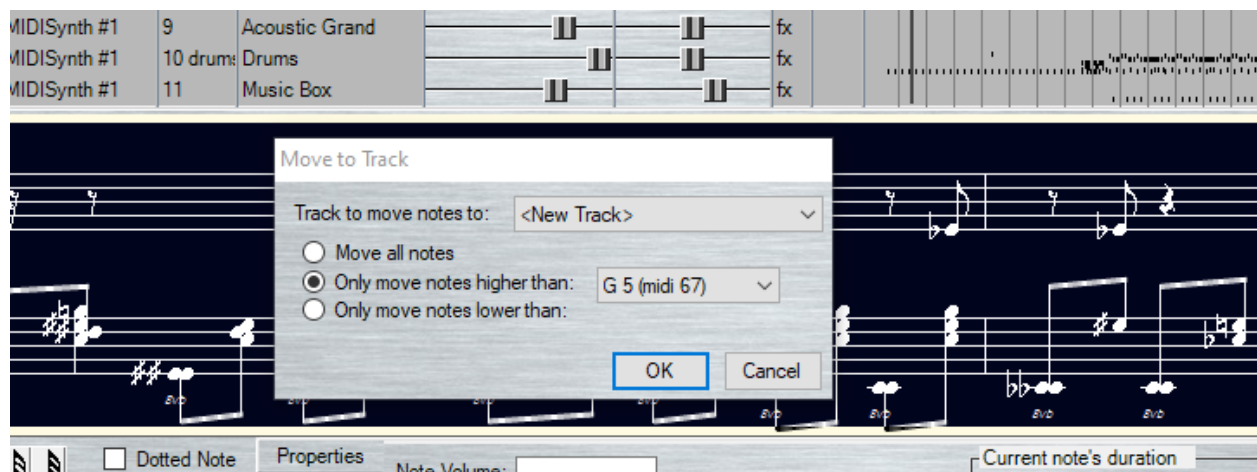 MIDISynth #1 9 Acoustic Grand fx
MIDISynth #1 10 drums Drums fx
MIDISynth #1 11 Music Box fx
Move to Track
Track to move notes to: <New Track>
Move all notes
Only move notes higher than: G 5 (midi 67)
Only move notes lower than:
OK Cancel
8vb 8vb 8vb 8vb
Dotted Note Properties Note Volume: Current note's duration